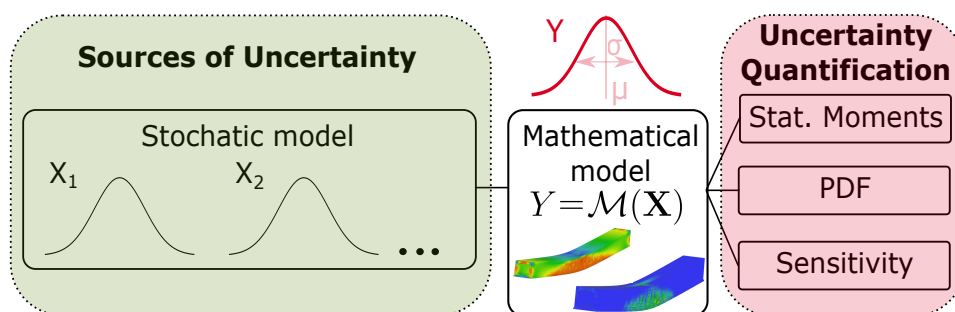 Sources of Uncertainty
Stochatic model
X₁
X₂
...
Y
σ
μ
Mathematical
model
Y=ℳ(𝐗)
Uncertainty
Quantification
Stat. Moments
PDF
Sensitivity